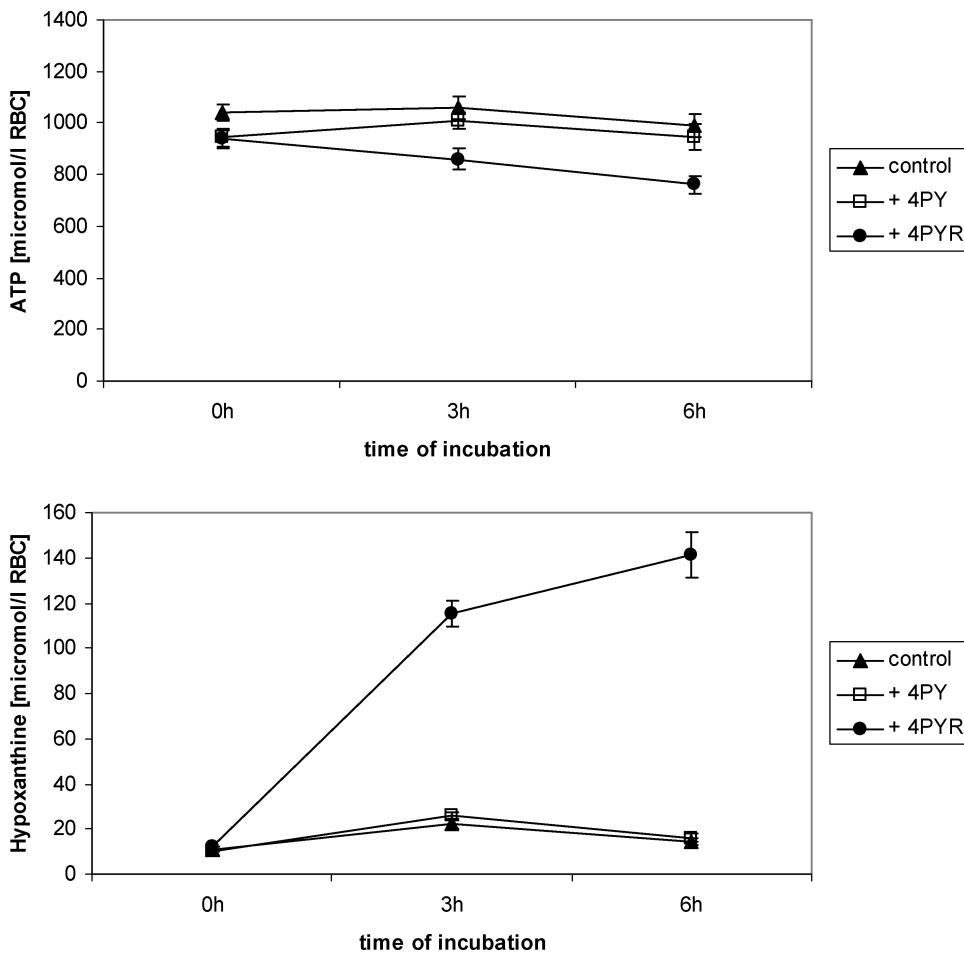 1400
1200
1000
800
600
400
200
0
ATP [micromol/l RBC]
0h 3h 6h
time of incubation
control
+ 4PY
+ 4PYR
160
140
120
100
80
60
40
20
0
Hypoxanthine [micromol/l RBC]
0h 3h 6h
time of incubation
control
+ 4PY
+ 4PYR